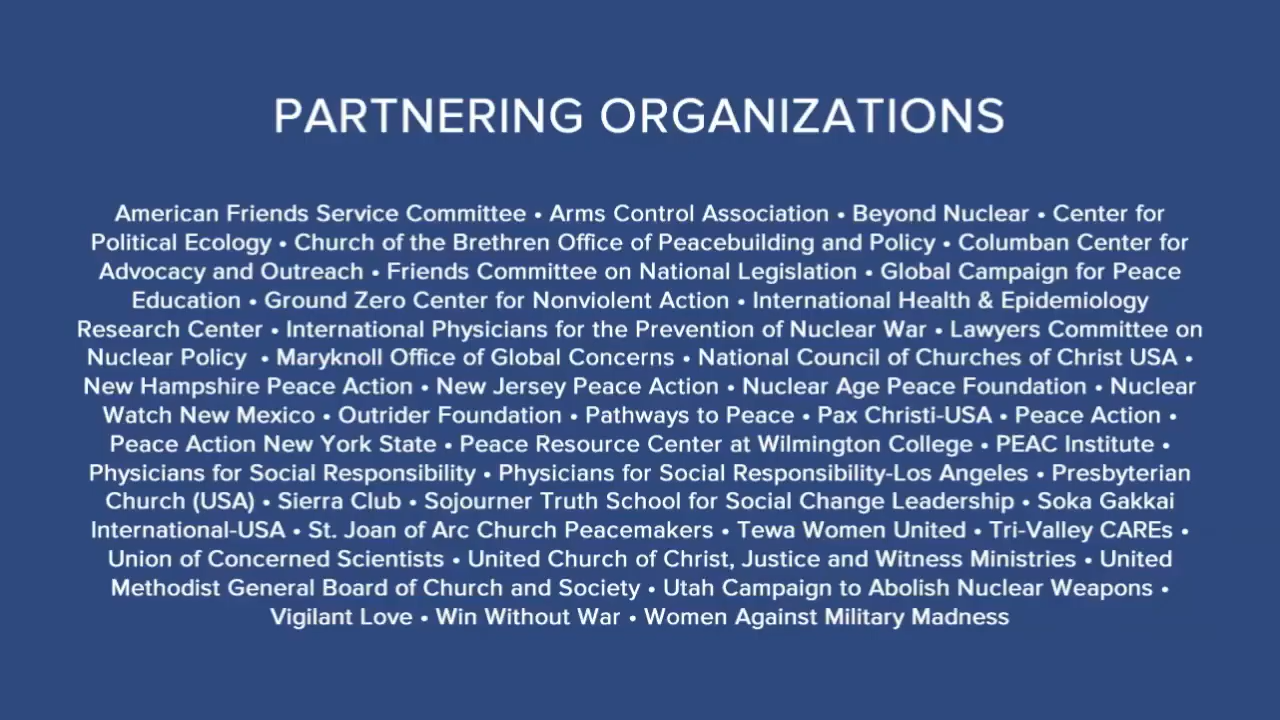 PARTNERING ORGANIZATIONS
American Friends Service Committee • Arms Control Association • Beyond Nuclear • Center for
Political Ecology • Church of the Brethren Office of Peacebuilding and Policy • Columban Center for
Advocacy and Outreach • Friends Committee on National Legislation • Global Campaign for Peace
Education • Ground Zero Center for Nonviolent Action • International Health & Epidemiology
Research Center • International Physicians for the Prevention of Nuclear War • Lawyers Committee on
Nuclear Policy • Maryknoll Office of Global Concerns • National Council of Churches of Christ USA •
New Hampshire Peace Action • New Jersey Peace Action • Nuclear Age Peace Foundation • Nuclear
Watch New Mexico • Outrider Foundation • Pathways to Peace • Pax Christi-USA • Peace Action •
Peace Action New York State • Peace Resource Center at Wilmington College • PEAC Institute •
Physicians for Social Responsibility • Physicians for Social Responsibility-Los Angeles • Presbyterian
Church (USA) • Sierra Club • Sojourner Truth School for Social Change Leadership • Soka Gakkai
International-USA • St. Joan of Arc Church Peacemakers • Tewa Women United • Tri-Valley CAREs •
Union of Concerned Scientists • United Church of Christ, Justice and Witness Ministries • United
Methodist General Board of Church and Society • Utah Campaign to Abolish Nuclear Weapons •
Vigilant Love • Win Without War • Women Against Military Madness